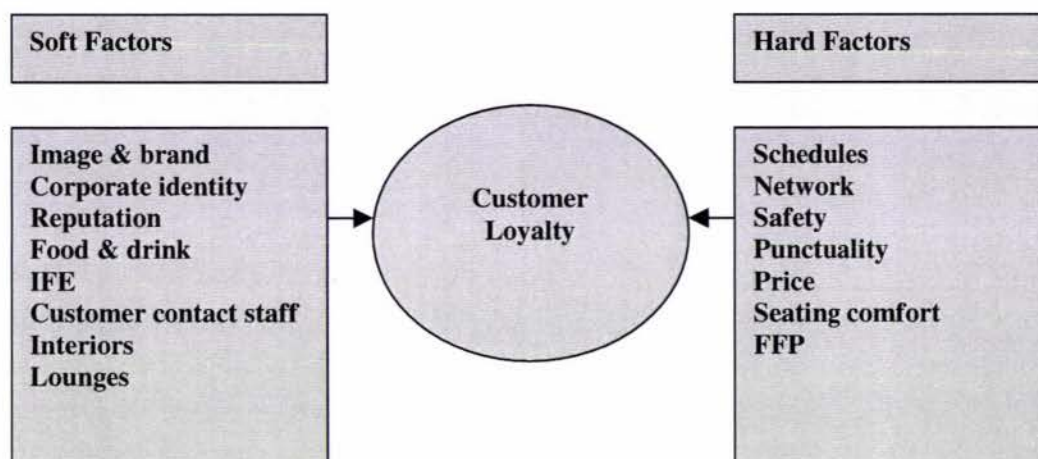 Soft Factors
Image & brand
Corporate identity
Reputation
Food & drink
IFE
Customer contact staff
Interiors
Lounges
Customer
Loyalty
Hard Factors
Schedules
Network
Safety
Punctuality
Price
Seating comfort
FFP